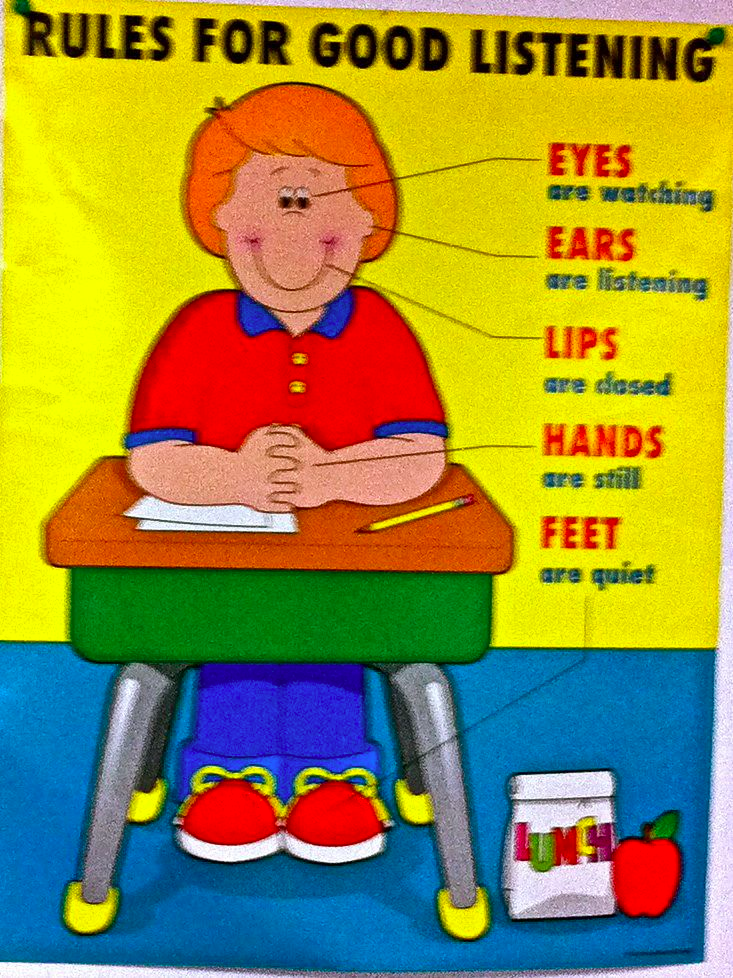 RULES FOR GOOD LISTENING
EYES
are watching
EARS
are listening
LIPS
are closed
HANDS
are still
FEET
are quiet
LUNCH